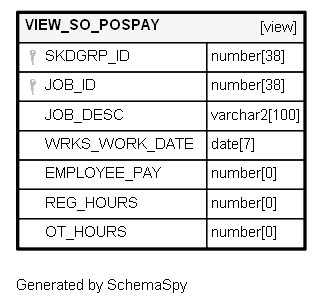 VIEW_SO_POSPAY [view]
SKDGRP_ID number[38]
JOB_ID number[38]
JOB_DESC varchar2[100]
WRKS_WORK_DATE date[7]
EMPLOYEE_PAY number[0]
REG_HOURS number[0]
OT_HOURS number[0]
Generated by SchemaSpy